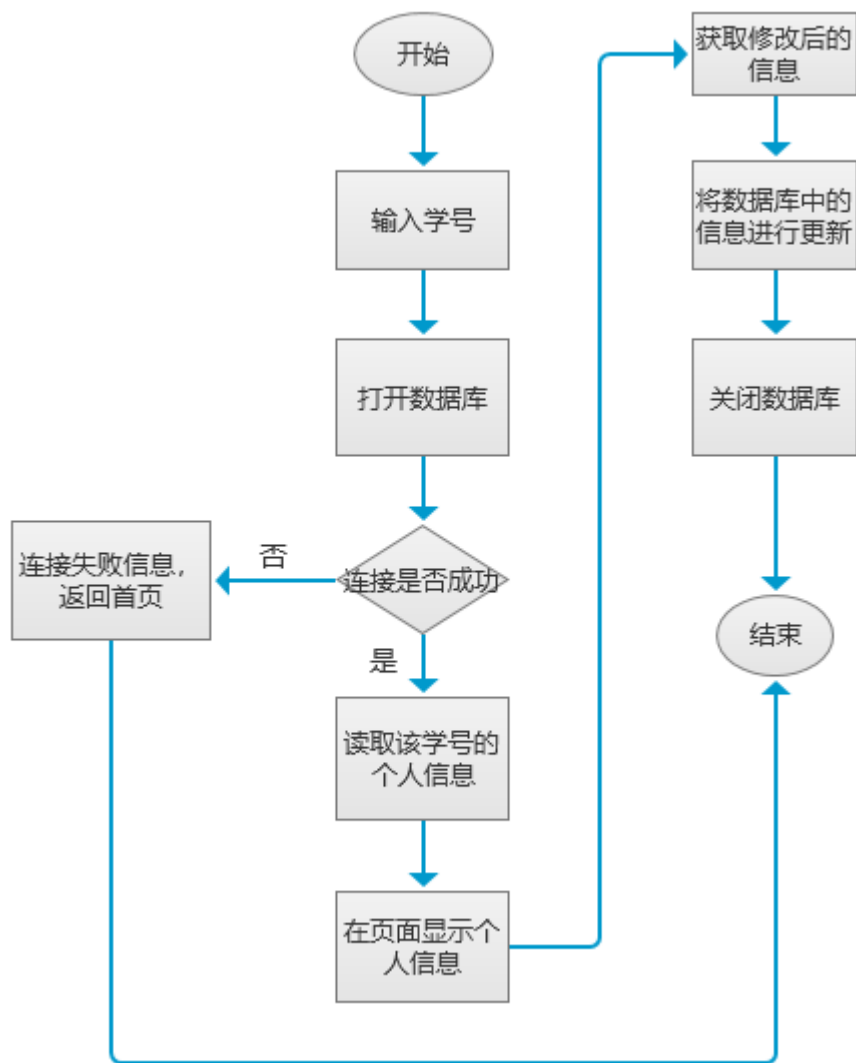 开始
输入学号
打开数据库
连接是否成功
否
连接失败信息，
返回首页
是
读取该学号的
个人信息
在页面显示个
人信息
获取修改后的
信息
将数据库中的
信息进行更新
关闭数据库
结束